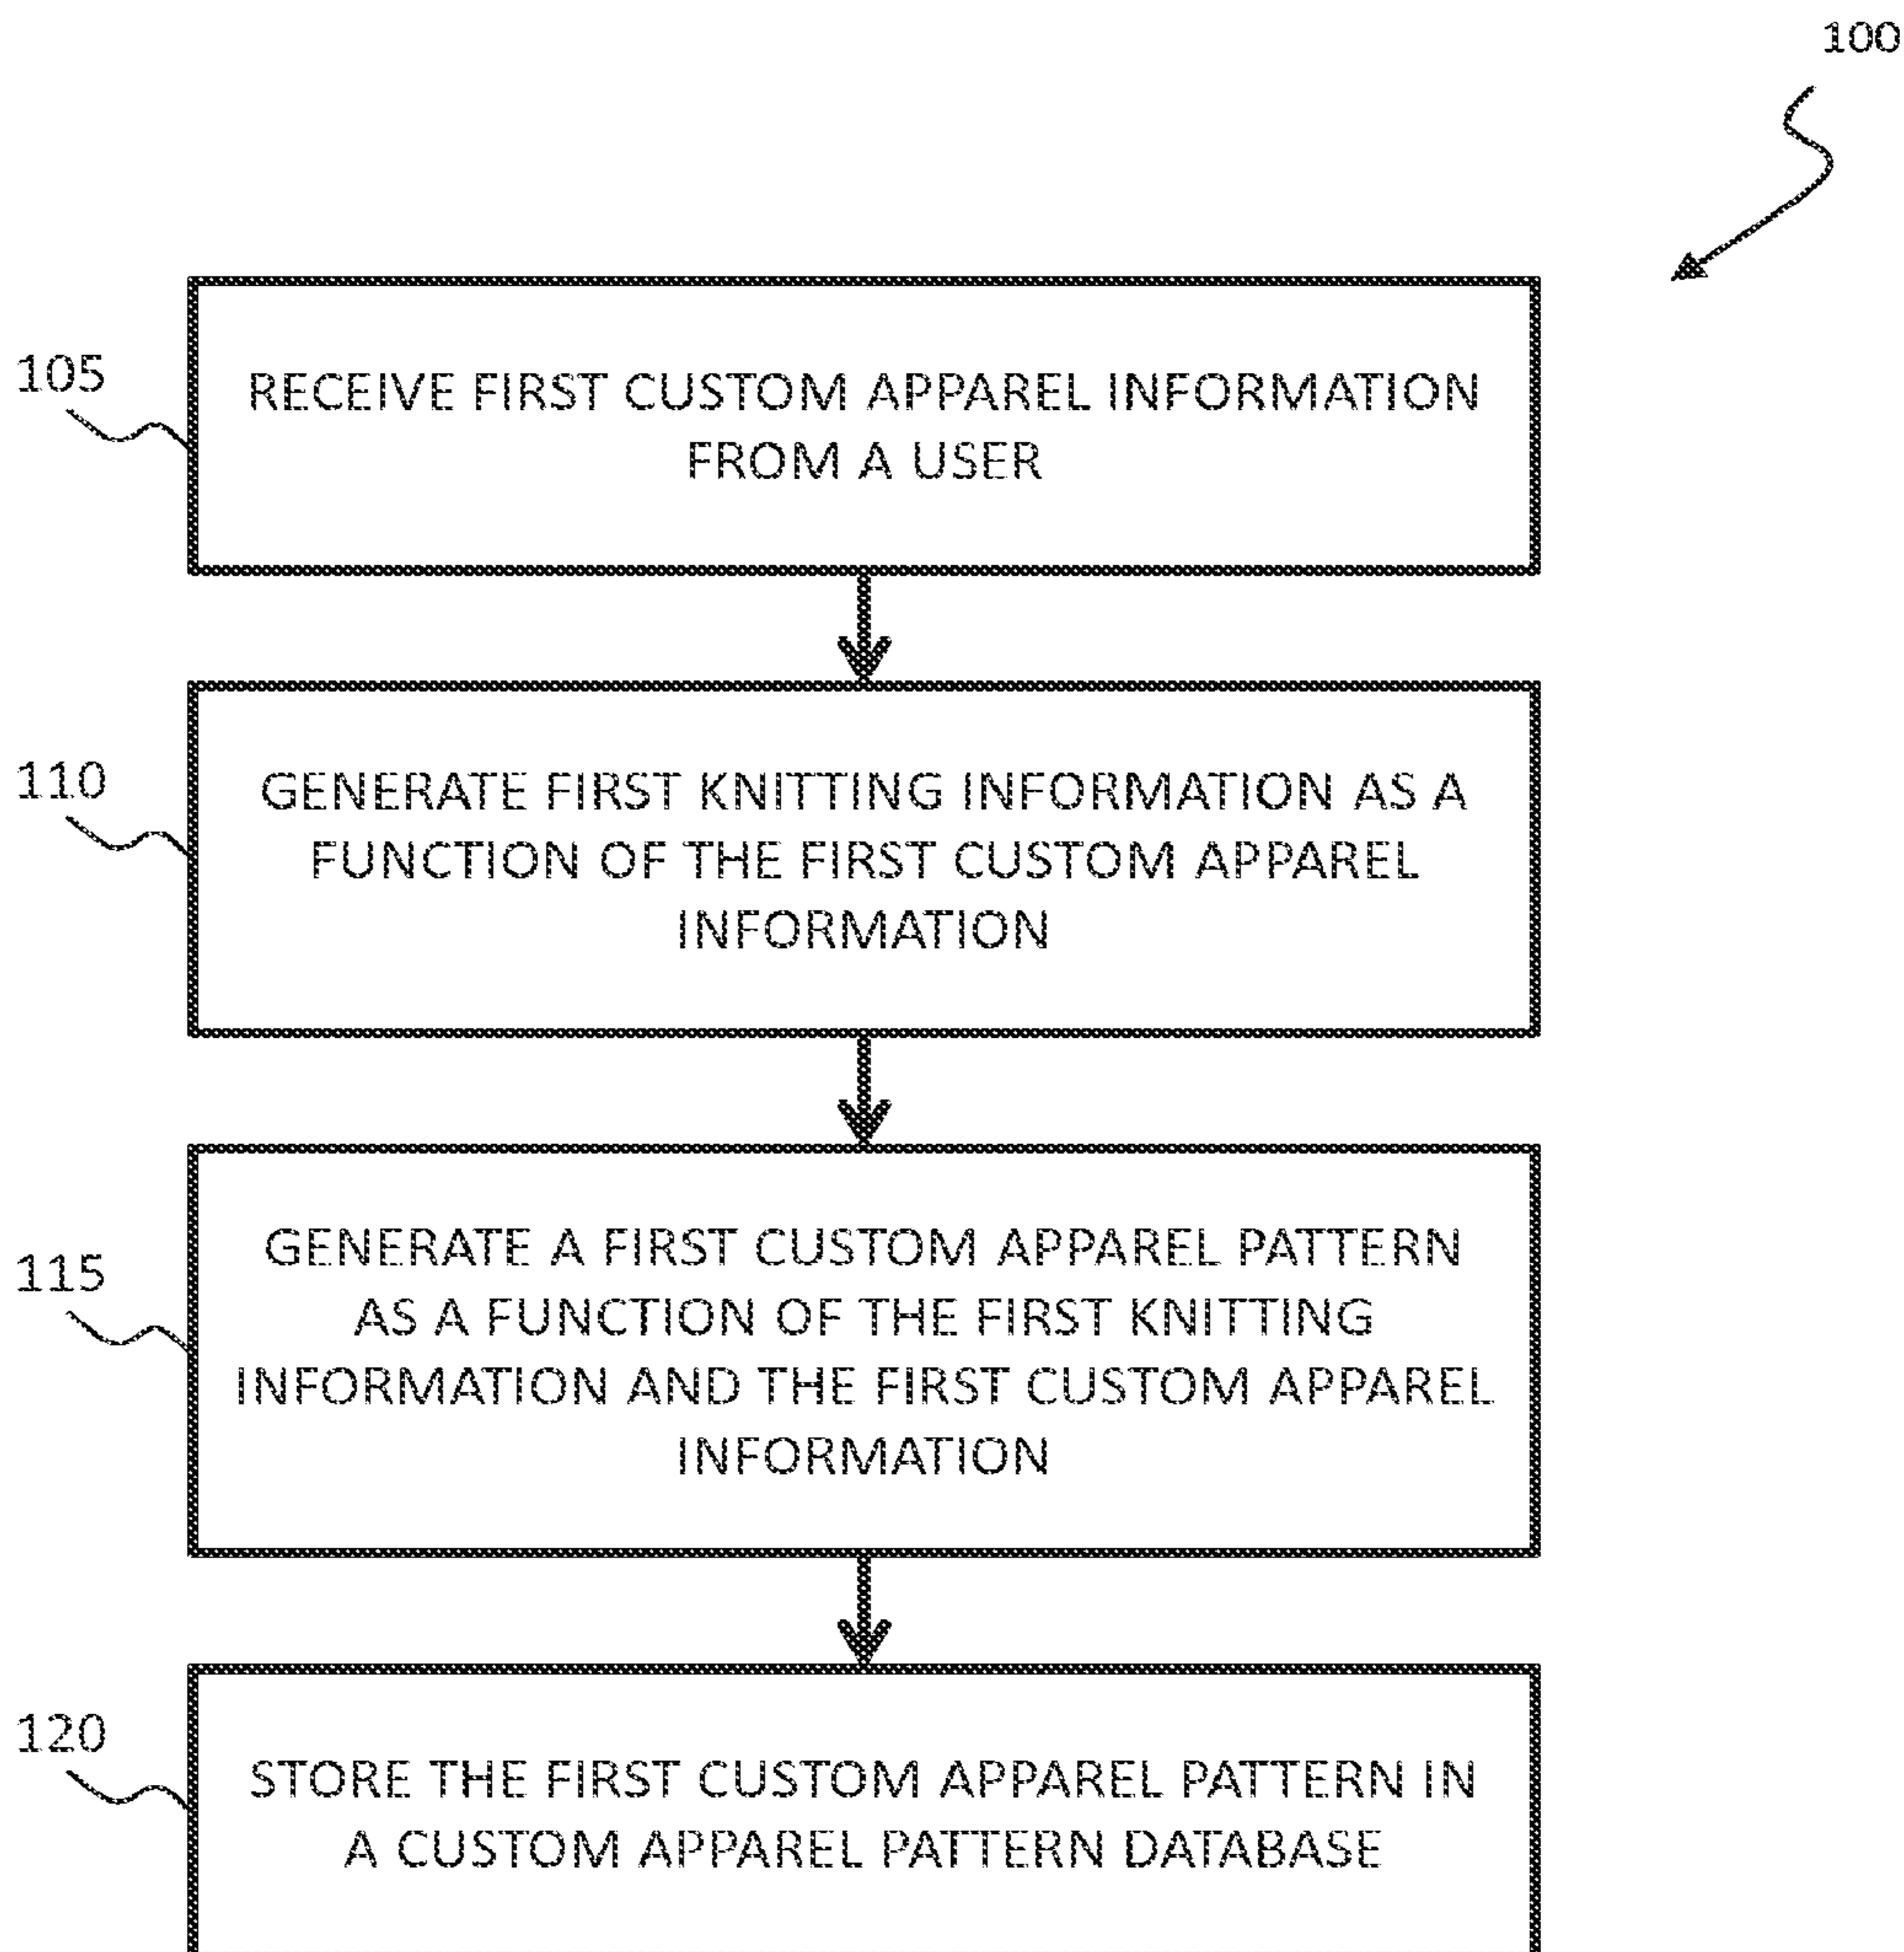 100
105
RECEIVE FIRST CUSTOM APPAREL INFORMATION
FROM A USER
110
GENERATE FIRST KNITTING INFORMATION AS A
FUNCTION OF THE FIRST CUSTOM APPAREL
INFORMATION
115
GENERATE A FIRST CUSTOM APPAREL PATTERN
AS A FUNCTION OF THE FIRST KNITTING
INFORMATION AND THE FIRST CUSTOM APPAREL
INFORMATION
120
STORE THE FIRST CUSTOM APPAREL PATTERN IN
A CUSTOM APPAREL PATTERN DATABASE